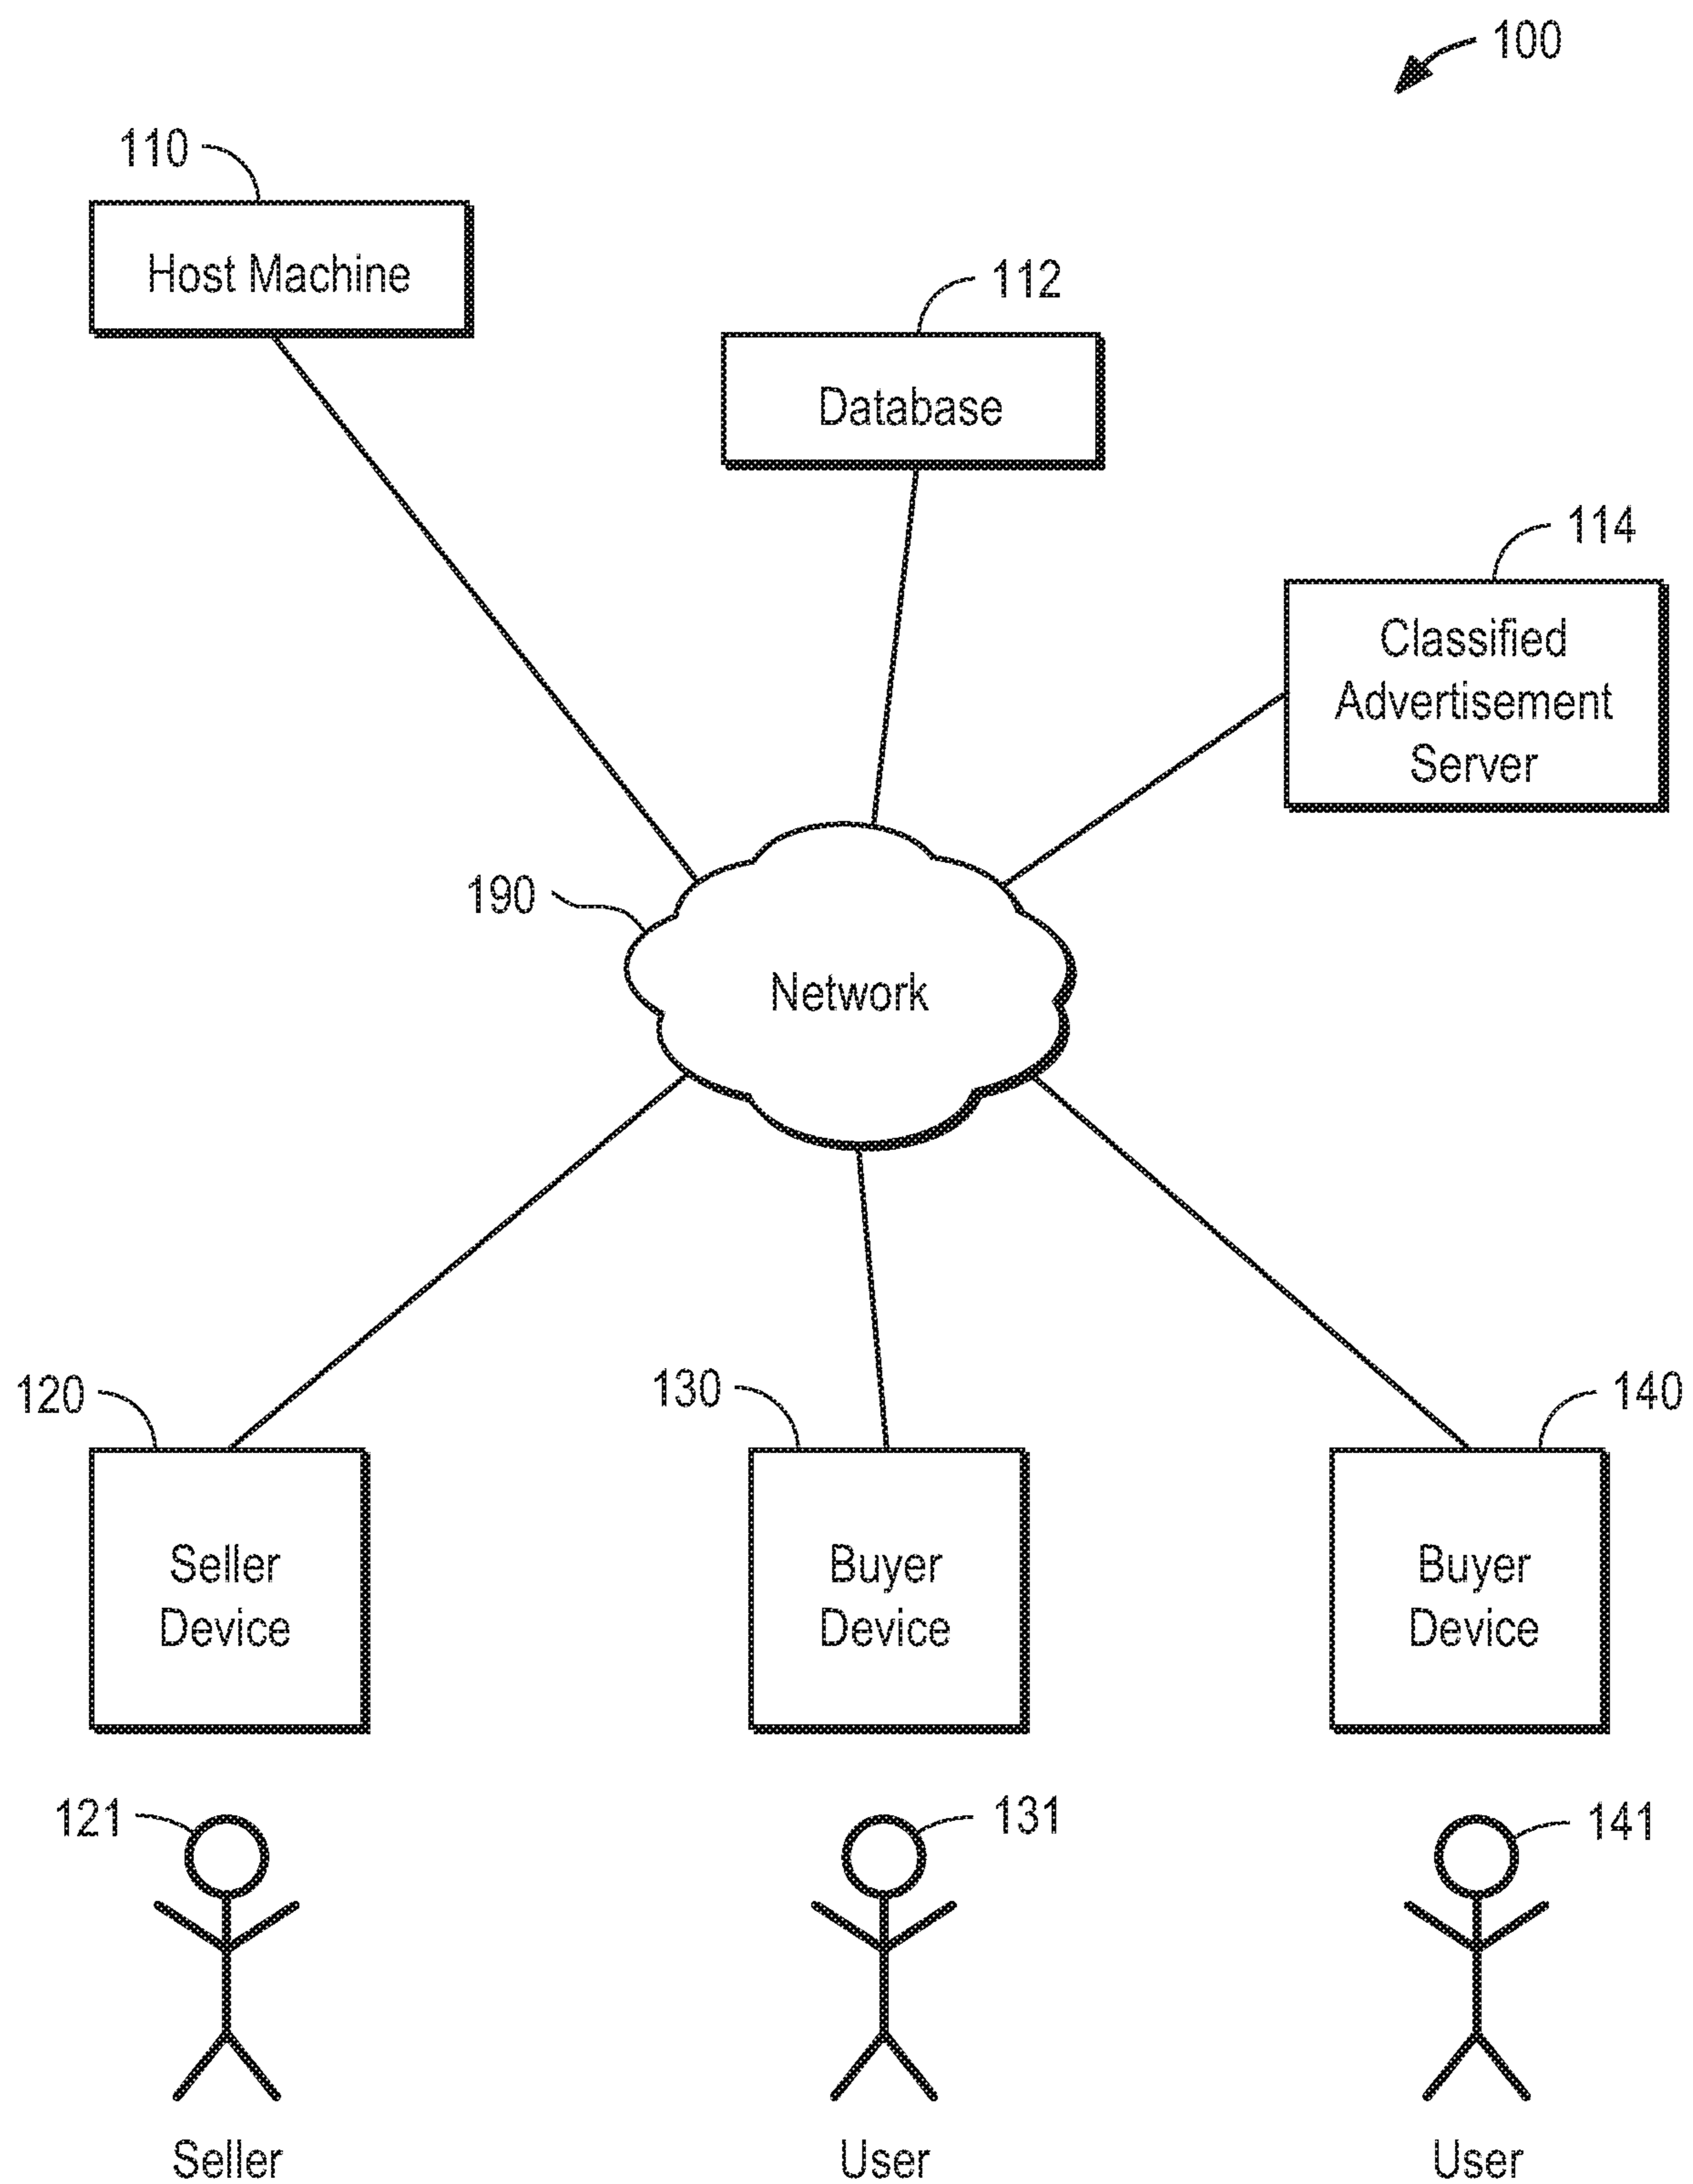 100
110
Host Machine
112
Database
114
Classified
Advertisement
Server
190
Network
120
130
140
Seller
Device
Buyer
Device
Buyer
Device
121
131
141
Seller
User
User